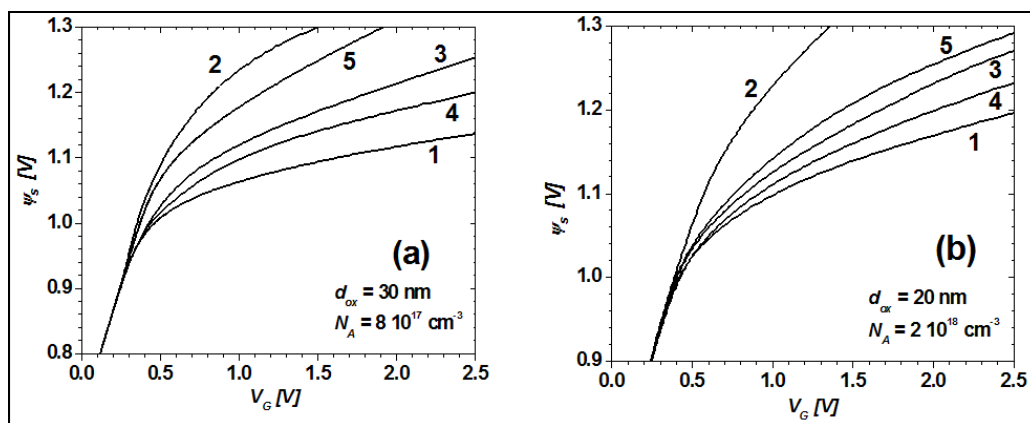 1.3
1.2
1.1
1.0
0.9
0.8
ψs [V]
2
5
3
4
1
(a)
dox = 30 nm
NA = 8 10^17 cm^-3
0.0 0.5 1.0 1.5 2.0 2.5
VG [V]
1.3
1.2
1.1
1.0
0.9
ψs [V]
2
5
3
4
1
(b)
dox = 20 nm
NA = 2 10^18 cm^-3
0.0 0.5 1.0 1.5 2.0 2.5
VG [V]